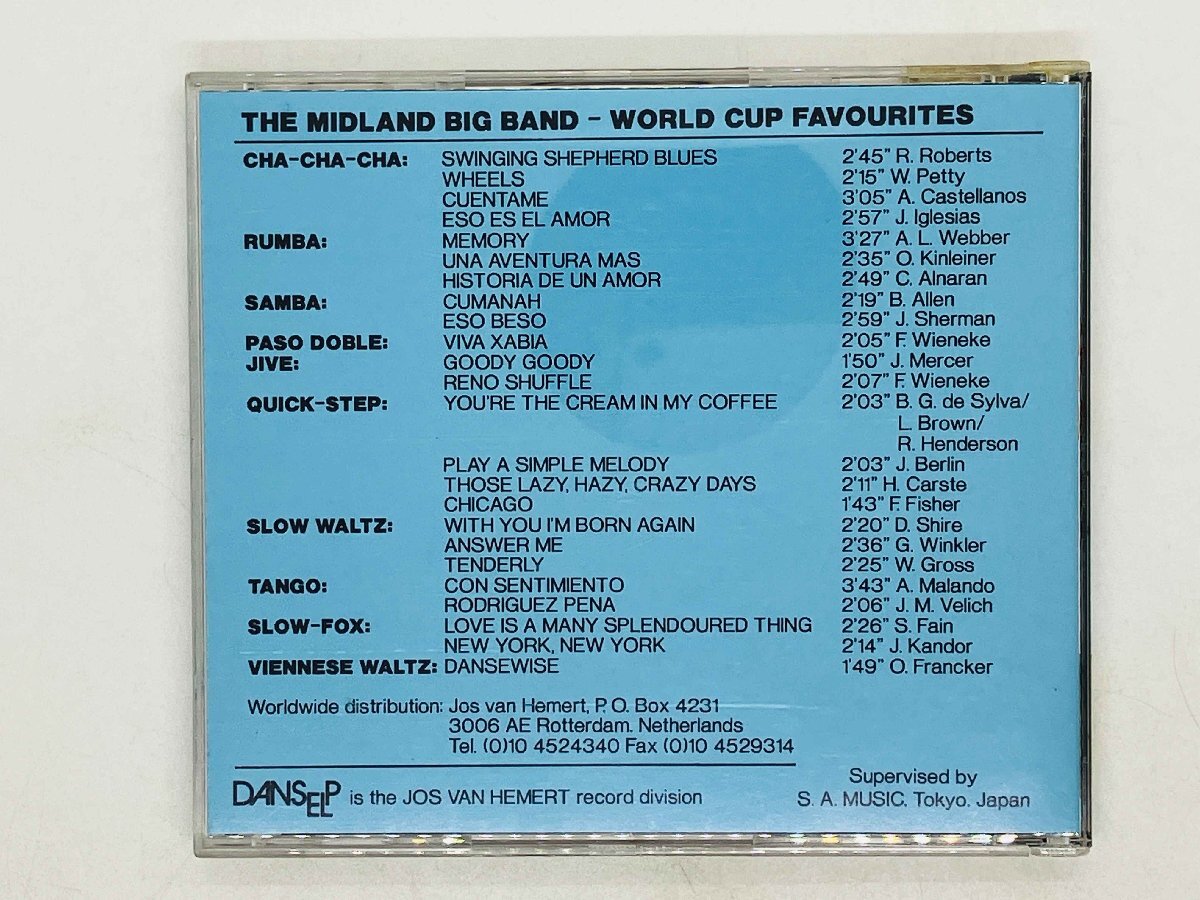 THE MIDLAND BIG BAND - WORLD CUP FAVOURITES
CHA-CHA-CHA: SWINGING SHEPHERD BLUES 2'45" R. Roberts
WHEELS 2'15" W. Petty
CUENTAME 3'05" A. Castellanos
ESO ES EL AMOR 2'57" J. Iglesias
RUMBA: MEMORY 3'27" A. L. Webber
UNA AVENTURA MAS 2'35" O. Kinleiner
HISTORIA DE UN AMOR 2'49" C. Alnaran
SAMBA: CUMANAH 2'19" B. Allen
ESO BESO 2'59" J. Sherman
PASO DOBLE: VIVA XABIA 2'05" F. Wieneke
JIVE: GOODY GOODY 1'50" J. Mercer
RENO SHUFFLE 2'07" F. Wieneke
QUICK-STEP: YOU'RE THE CREAM IN MY COFFEE 2'03" B. G. de Sylva/
L. Brown/
R. Henderson
PLAY A SIMPLE MELODY 2'03" J. Berlin
THOSE LAZY, HAZY, CRAZY DAYS 2'11" H. Carste
CHICAGO 1'43" F. Fisher
SLOW WALTZ: WITH YOU I'M BORN AGAIN 2'20" D. Shire
ANSWER ME 2'36" G. Winkler
TENDERLY 2'25" W. Gross
TANGO: CON SENTIMIENTO 3'43" A. Malando
RODRIGUEZ PENA 2'06" J. M. Velich
SLOW-FOX: LOVE IS A MANY SPLENDOURED THING 2'26" S. Fain
NEW YORK, NEW YORK 2'14" J. Kandor
VIENNESE WALTZ: DANSEWISE 1'49" O. Francker
Worldwide distribution: Jos van Hemert, P. O. Box 4231
3006 AE Rotterdam. Netherlands
Tel. (0)10 4524340 Fax (0)10 4529314
DANSELP is the JOS VAN HEMERT record division
Supervised by
S. A. MUSIC. Tokyo. Japan